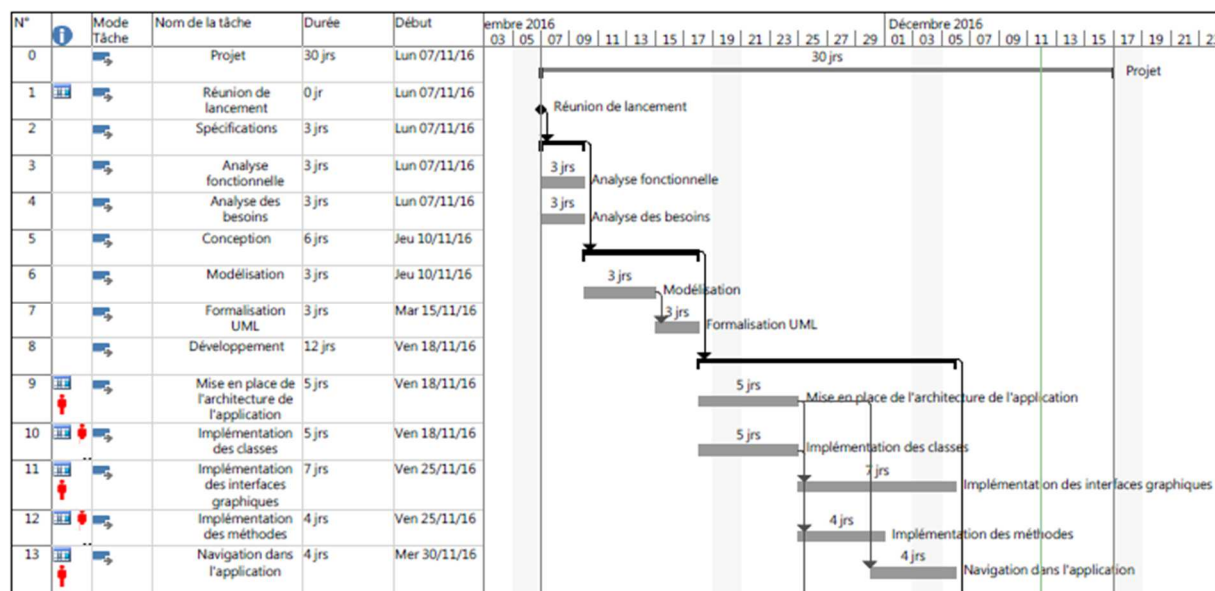 N° Mode Tâche Nom de la tâche Durée Début
embre 2016 Décembre 2016
03 05 07 09 11 13 15 17 19 21 23 25 27 29 01 03 05 07 09 11 13 15 17 19 21
0 Projet 30 jrs Lun 07/11/16
30 jrs
Projet
1 Réunion de lancement 0 jr Lun 07/11/16
Réunion de lancement
2 Spécifications 3 jrs Lun 07/11/16
3 Analyse fonctionnelle 3 jrs Lun 07/11/16
3 jrs
Analyse fonctionnelle
4 Analyse des besoins 3 jrs Lun 07/11/16
3 jrs
Analyse des besoins
5 Conception 6 jrs Jeu 10/11/16
6 Modélisation 3 jrs Jeu 10/11/16
3 jrs
Modélisation
7 Formalisation UML 3 jrs Mar 15/11/16
3 jrs
Formalisation UML
8 Développement 12 jrs Ven 18/11/16
9 Mise en place de l'architecture de l'application 5 jrs Ven 18/11/16
5 jrs
Mise en place de l'architecture de l'application
10 Implémentation des classes 5 jrs Ven 18/11/16
5 jrs
Implémentation des classes
11 Implémentation des interfaces graphiques 7 jrs Ven 25/11/16
7 jrs
Implémentation des interfaces graphiques
12 Implémentation des méthodes 4 jrs Ven 25/11/16
4 jrs
Implémentation des méthodes
13 Navigation dans l'application 4 jrs Mer 30/11/16
4 jrs
Navigation dans l'application